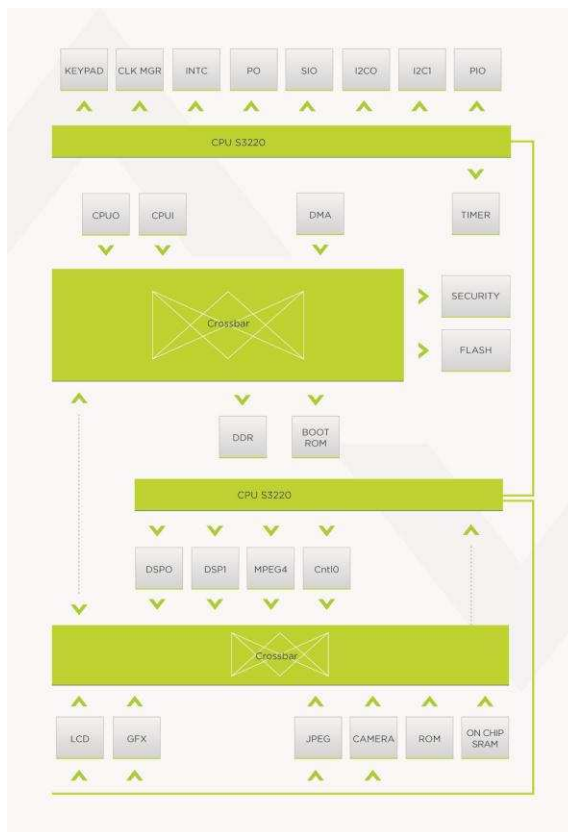 KEYPAD
CLK MGR
INTC
PO
SIO
I2CO
I2C1
PIO
CPU S3220
CPUO
CPUI
DMA
TIMER
Crossbar
SECURITY
FLASH
DDR
BOOT
ROM
CPU S3220
DSPO
DSP1
MPEG4
Cntl0
Crossbar
LCD
GFX
JPEG
CAMERA
ROM
ON CHIP
SRAM